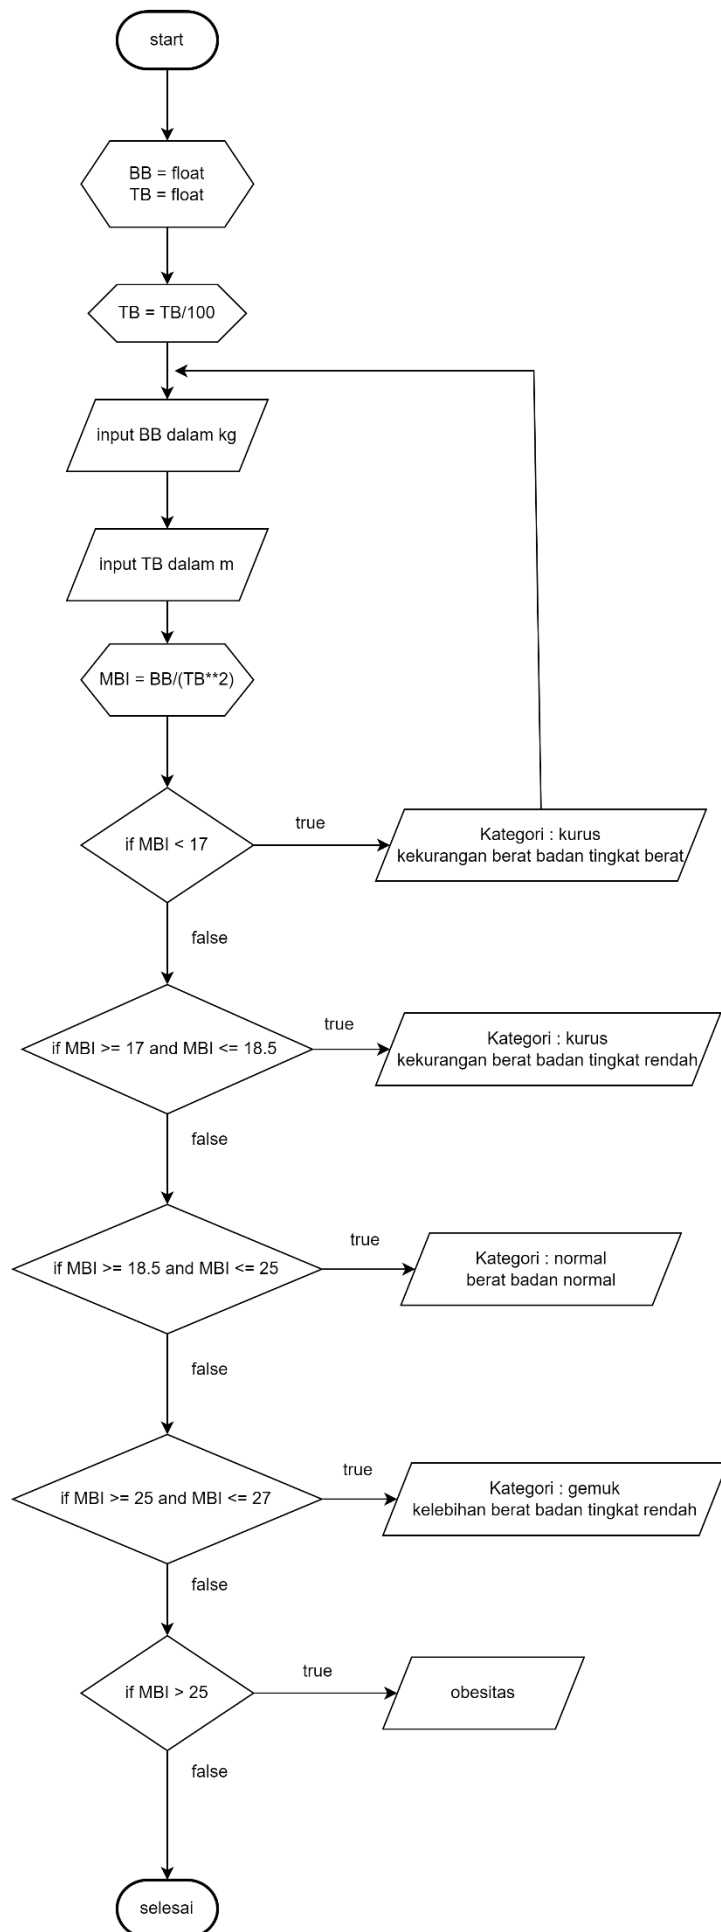 start
BB = float
TB = float
TB = TB/100
input BB dalam kg
input TB dalam m
MBI = BB/(TB**2)
if MBI < 17
true
Kategori : kurus
kekurangan berat badan tingkat berat
false
if MBI >= 17 and MBI <= 18.5
true
Kategori : kurus
kekurangan berat badan tingkat rendah
false
if MBI >= 18.5 and MBI <= 25
true
Kategori : normal
berat badan normal
false
if MBI >= 25 and MBI <= 27
true
Kategori : gemuk
kelebihan berat badan tingkat rendah
false
if MBI > 25
true
obesitas
false
selesai